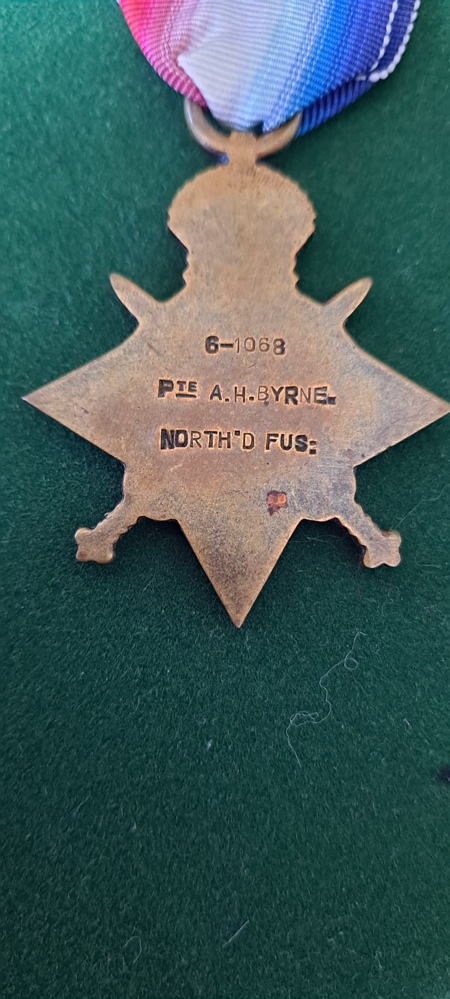 6-1068
PTE A.H.BYRNE.
NORTH'D FUS: